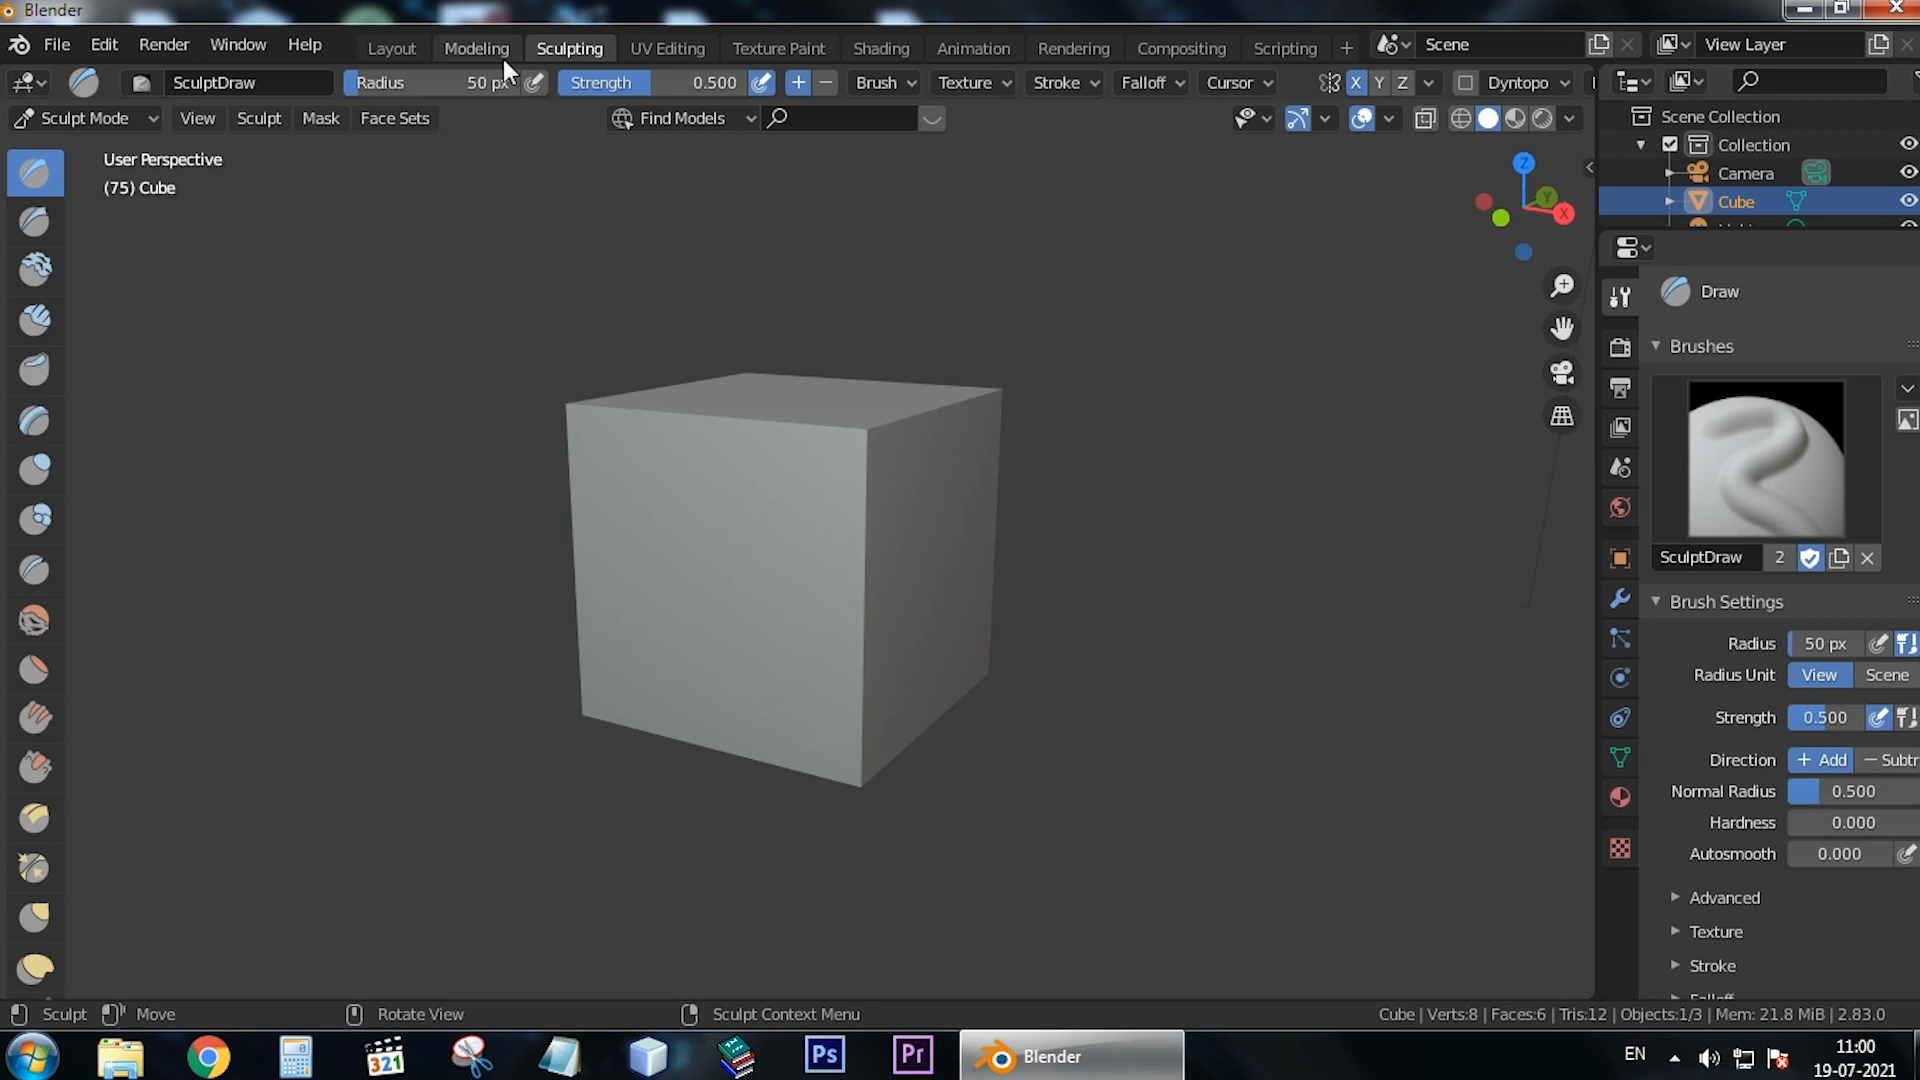 Blender
File Edit Render Window Help Layout Modeling Sculpting UV Editing Texture Paint Shading Animation Rendering Compositing Scripting + Scene View Layer
SculptDraw Radius 50 px Strength 0.500 + − Brush Texture Stroke Falloff Cursor X Y Z Dyntopo
Sculpt Mode View Sculpt Mask Face Sets Find Models
User Perspective
(75) Cube
Z
Y
X
Scene Collection
Collection
Camera
Cube
Draw
Brushes
SculptDraw 2
Brush Settings
Radius 50 px
Radius Unit View Scene
Strength 0.500
Direction + Add − Subtr
Normal Radius 0.500
Hardness 0.000
Autosmooth 0.000
Advanced
Texture
Stroke
Falloff
Sculpt Move Rotate View Sculpt Context Menu Cube | Verts:8 | Faces:6 | Tris:12 | Objects:1/3 | Mem: 21.8 MiB | 2.83.0
0
321
Ps
Pr
Blender
EN
11:00
19-07-2021